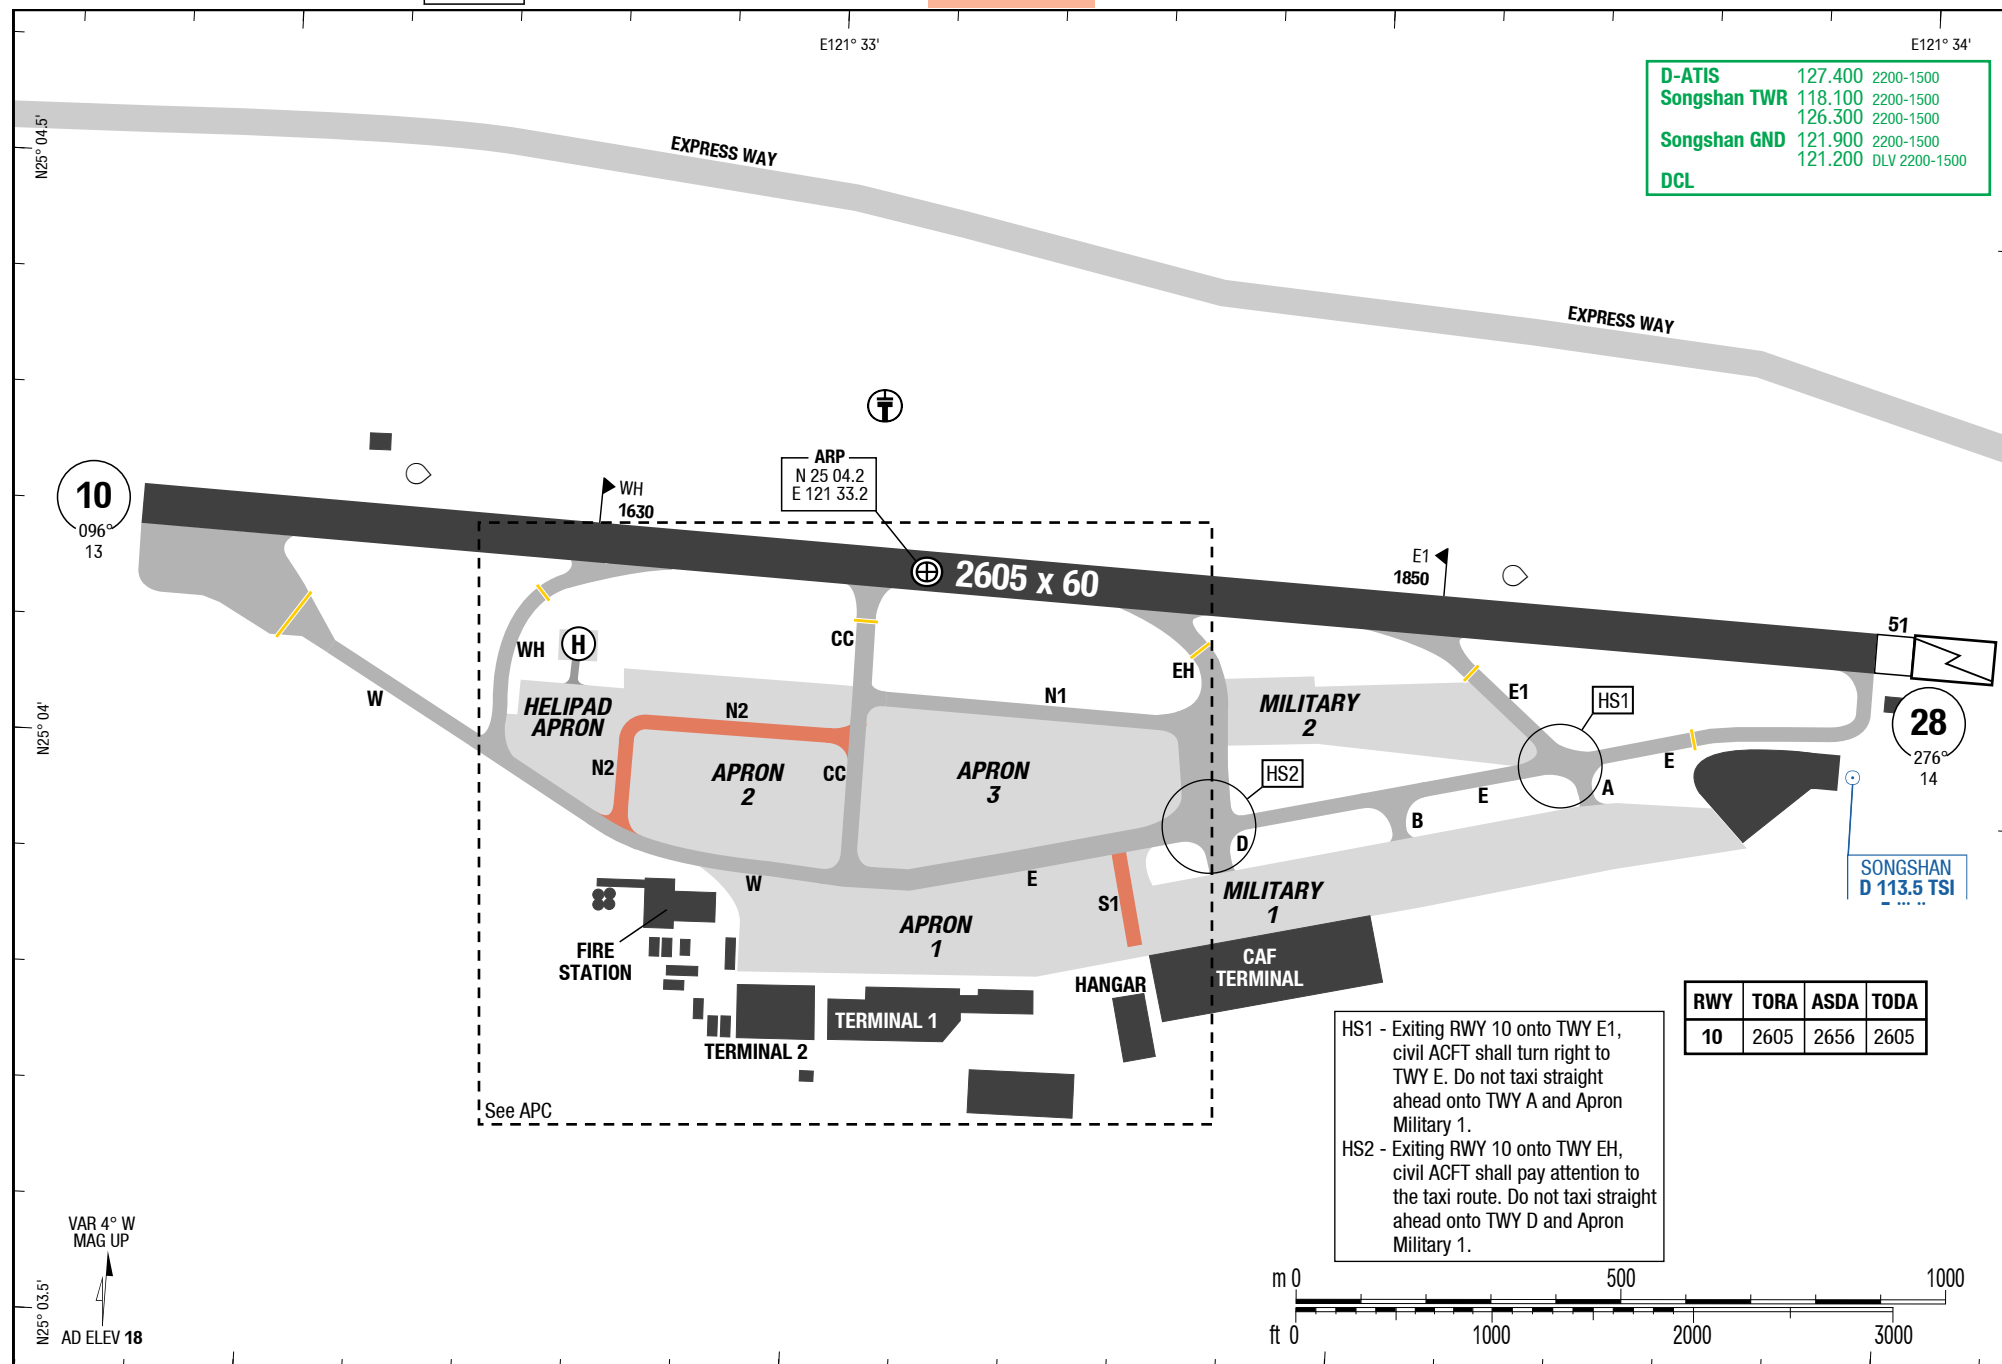 E121° 33'
E121° 34'
D-ATIS 127.400 2200-1500
Songshan TWR 118.100 2200-1500
126.300 2200-1500
Songshan GND 121.900 2200-1500
121.200 DLV 2200-1500
DCL
N25° 04.5'
EXPRESS WAY
EXPRESS WAY
ARP
N 25 04.2
E 121 33.2
10
096°
13
WH
1630
2605 x 60
E1
1850
51
28
276°
14
WH
H
CC
EH
W
N2
N1
E1
HS1
HELIPAD
APRON
MILITARY
2
N25° 04'
N2
APRON
2
CC
APRON
3
HS2
E
E
A
B
D
SONGSHAN
D 113.5 TSI
W
E
S1
MILITARY
1
APRON
1
FIRE
STATION
CAF
TERMINAL
HANGAR
TERMINAL 1
TERMINAL 2
RWY TORA ASDA TODA
10 2605 2656 2605
HS1 - Exiting RWY 10 onto TWY E1,
civil ACFT shall turn right to
TWY E. Do not taxi straight
ahead onto TWY A and Apron
Military 1.
HS2 - Exiting RWY 10 onto TWY EH,
civil ACFT shall pay attention to
the taxi route. Do not taxi straight
ahead onto TWY D and Apron
Military 1.
See APC
VAR 4° W
MAG UP
N25° 03.5'
AD ELEV 18
m 0 500 1000
ft 0 1000 2000 3000